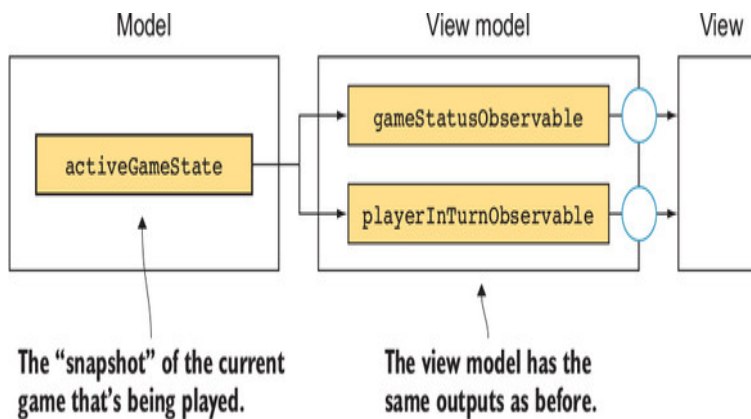 Model
View model
View
gameStatusObservable
activeGameState
playerInTurnObservable
The “snapshot” of the current
game that's being played.
The view model has the
same outputs as before.